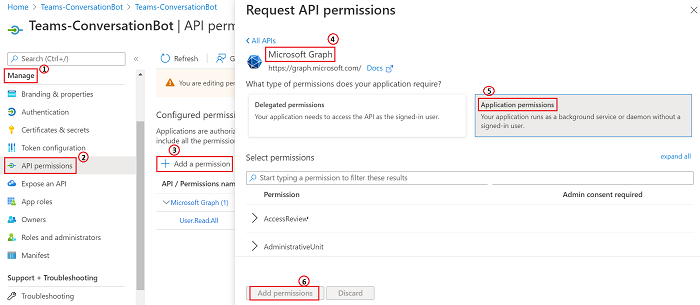 Home > Teams-ConversationBot > Teams-ConversationBot
Teams-ConversationBot | API perm
Search (Ctrl+/)
«
Refresh
1
Manage
Branding & properties
Authentication
Certificates & secrets
Token configuration
2
API permissions
Expose an API
App roles
Owners
Roles and administrators
Manifest
Support + Troubleshooting
Troubleshooting
You are editing per
Configured permiss
Applications are authoriz
include all the permission
3
+ Add a permission
API / Permissions nam
Microsoft Graph (1)
User.Read.All
Request API permissions
4
All APIs
Microsoft Graph
https://graph.microsoft.com/ Docs
What type of permissions does your application require?
Delegated permissions
Your application needs to access the API as the signed-in user.
5
Application permissions
Your application runs as a background service or daemon without a
signed-in user.
Select permissions
expand all
Start typing a permission to filter these results
Permission
Admin consent required
AccessReview
AdministrativeUnit
6
Add permissions
Discard